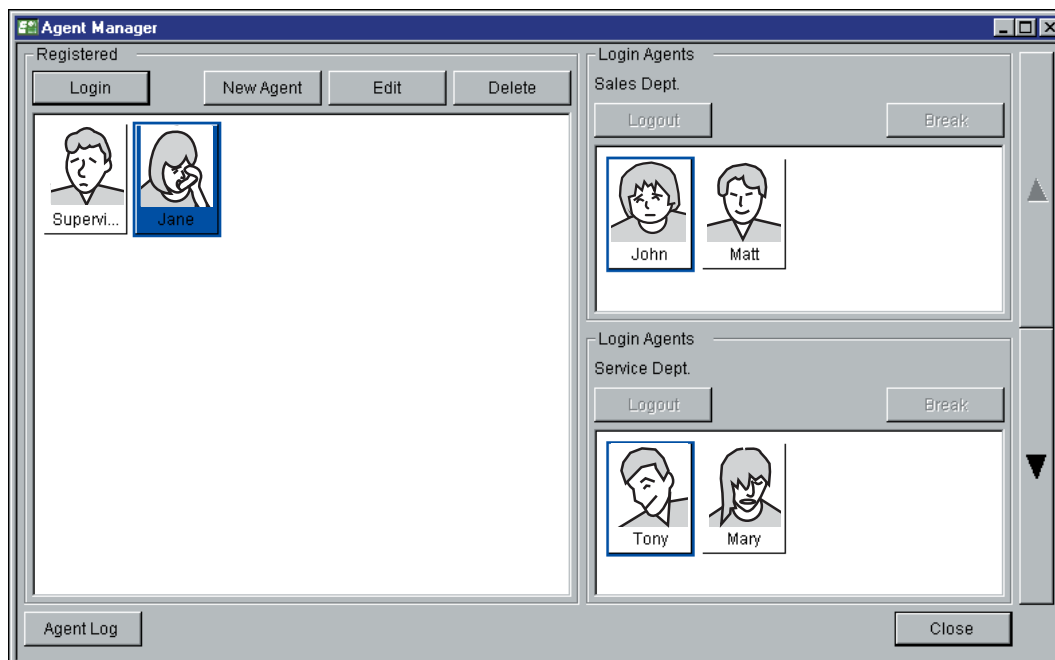 Agent Manager
Registered
Login New Agent Edit Delete
Supervi... Jane
Login Agents
Sales Dept.
Logout Break
John Matt
Login Agents
Service Dept.
Logout Break
Tony Mary
Agent Log Close